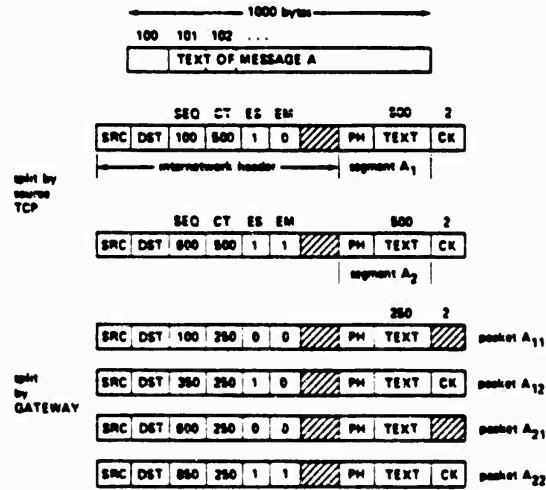 1000 bytes
100 101 102 ...
TEXT OF MESSAGE A
SEQ CT ES EM 500 2
SRC DST 100 500 1 0 PH TEXT CK
internetwork header segment A1
split by source TCP
SEQ CT ES EM 500 2
SRC DST 600 500 1 1 PH TEXT CK
segment A2
250 2
SRC DST 100 250 0 0 PH TEXT packet A11
split by GATEWAY
SRC DST 350 250 1 0 PH TEXT CK packet A12
SRC DST 600 250 0 0 PH TEXT packet A21
SRC DST 850 250 1 1 PH TEXT CK packet A22